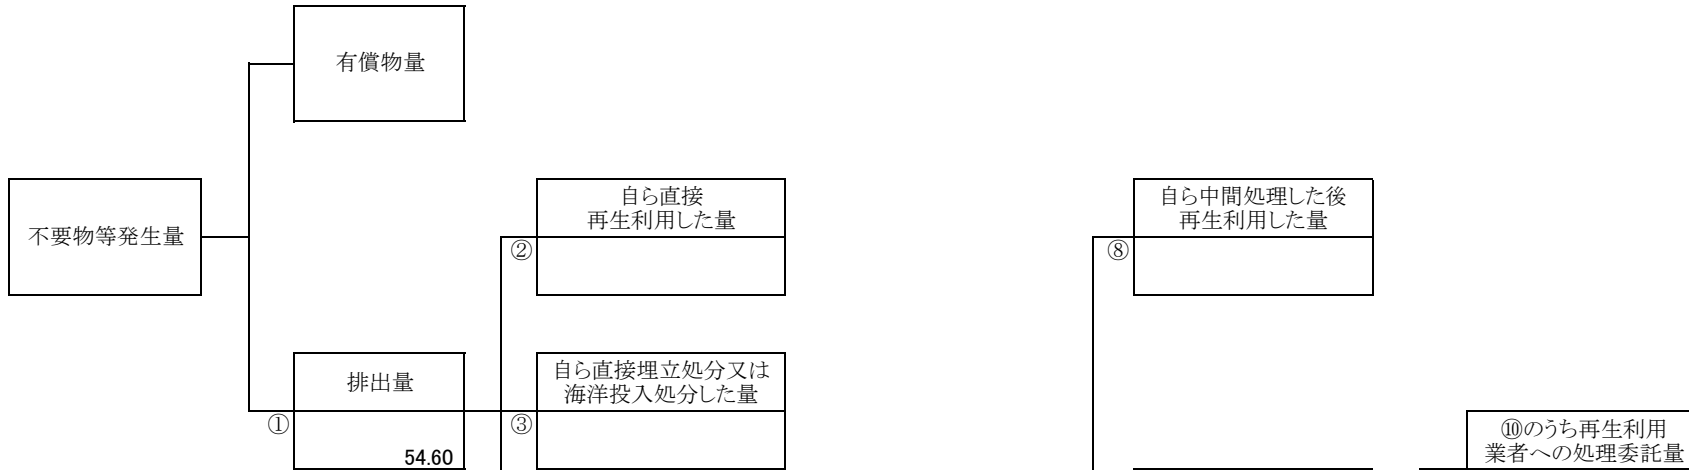 有償物量
不要物等発生量
自ら直接
再生利用した量
②
自ら中間処理した後
再生利用した量
⑧
排出量
①
54.60
自ら直接埋立処分又は
海洋投入処分した量
③
⑩のうち再生利用
業者への処理委託量